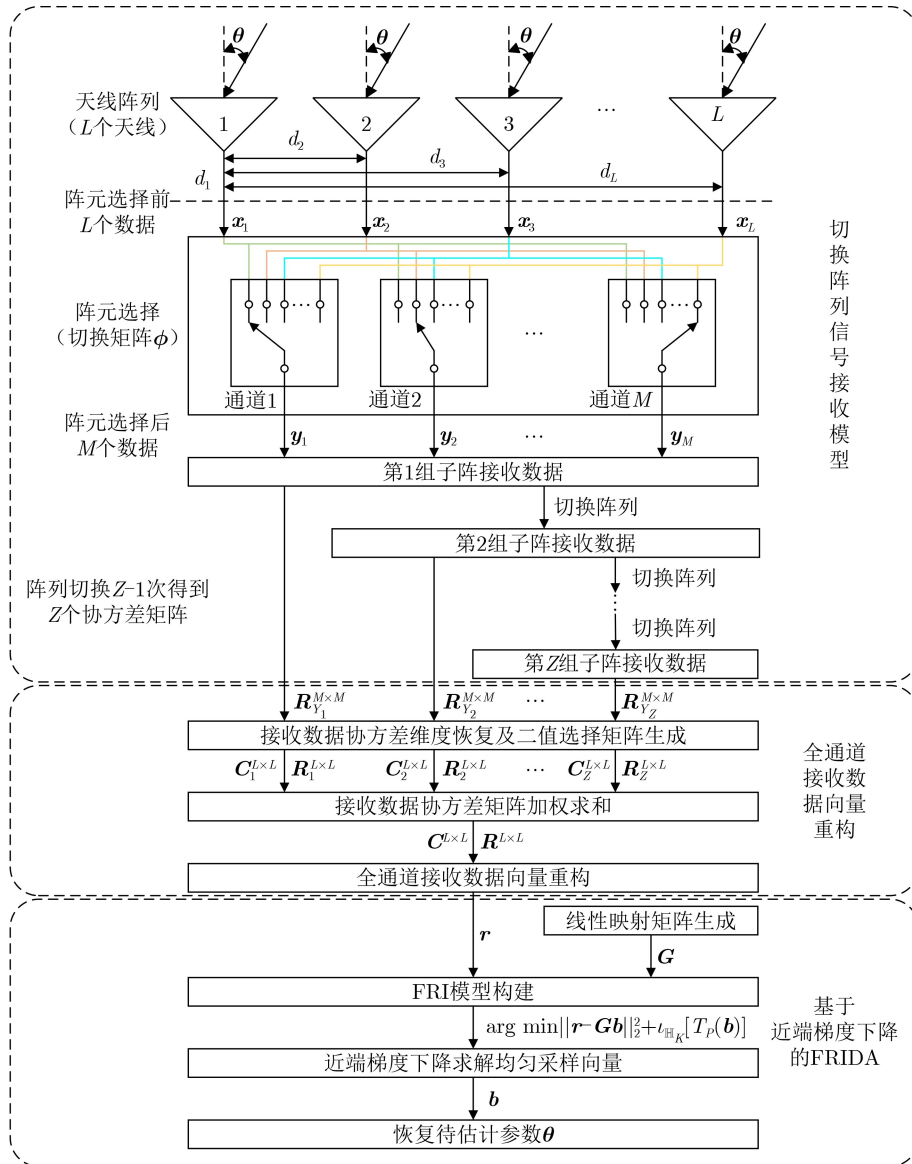 θ θ θ θ
天线阵列
（L个天线）
1 2 3 … L
d₂
d₃
d₁ d_L
阵元选择前
L个数据
x₁ x₂ x₃ x_L
阵元选择
（切换矩阵ϕ）
… … … …
通道1 通道2 通道M
阵元选择后
M个数据
y₁ y₂ … y_M
第1组子阵接收数据
切换阵列
第2组子阵接收数据
切换阵列
⋮
切换阵列
第Z组子阵接收数据
阵列切换Z−1次得到
Z个协方差矩阵
切换阵列信号接收模型
R_{Y₁}^{M×M} R_{Y₂}^{M×M} … R_{Y_Z}^{M×M}
接收数据协方差维度恢复及二值选择矩阵生成
C₁^{L×L} R₁^{L×L} C₂^{L×L} R₂^{L×L} … C_Z^{L×L} R_Z^{L×L}
接收数据协方差矩阵加权求和
C^{L×L} R^{L×L}
全通道接收数据向量重构
全通道
接收数
据向量
重构
线性映射矩阵生成
r G
FRI模型构建
arg min||r−Gb||₂²+ι_{ℍ_K}[T_P(b)]
近端梯度下降求解均匀采样向量
b
恢复待估计参数θ
基于
近端梯度下降
的FRIDA